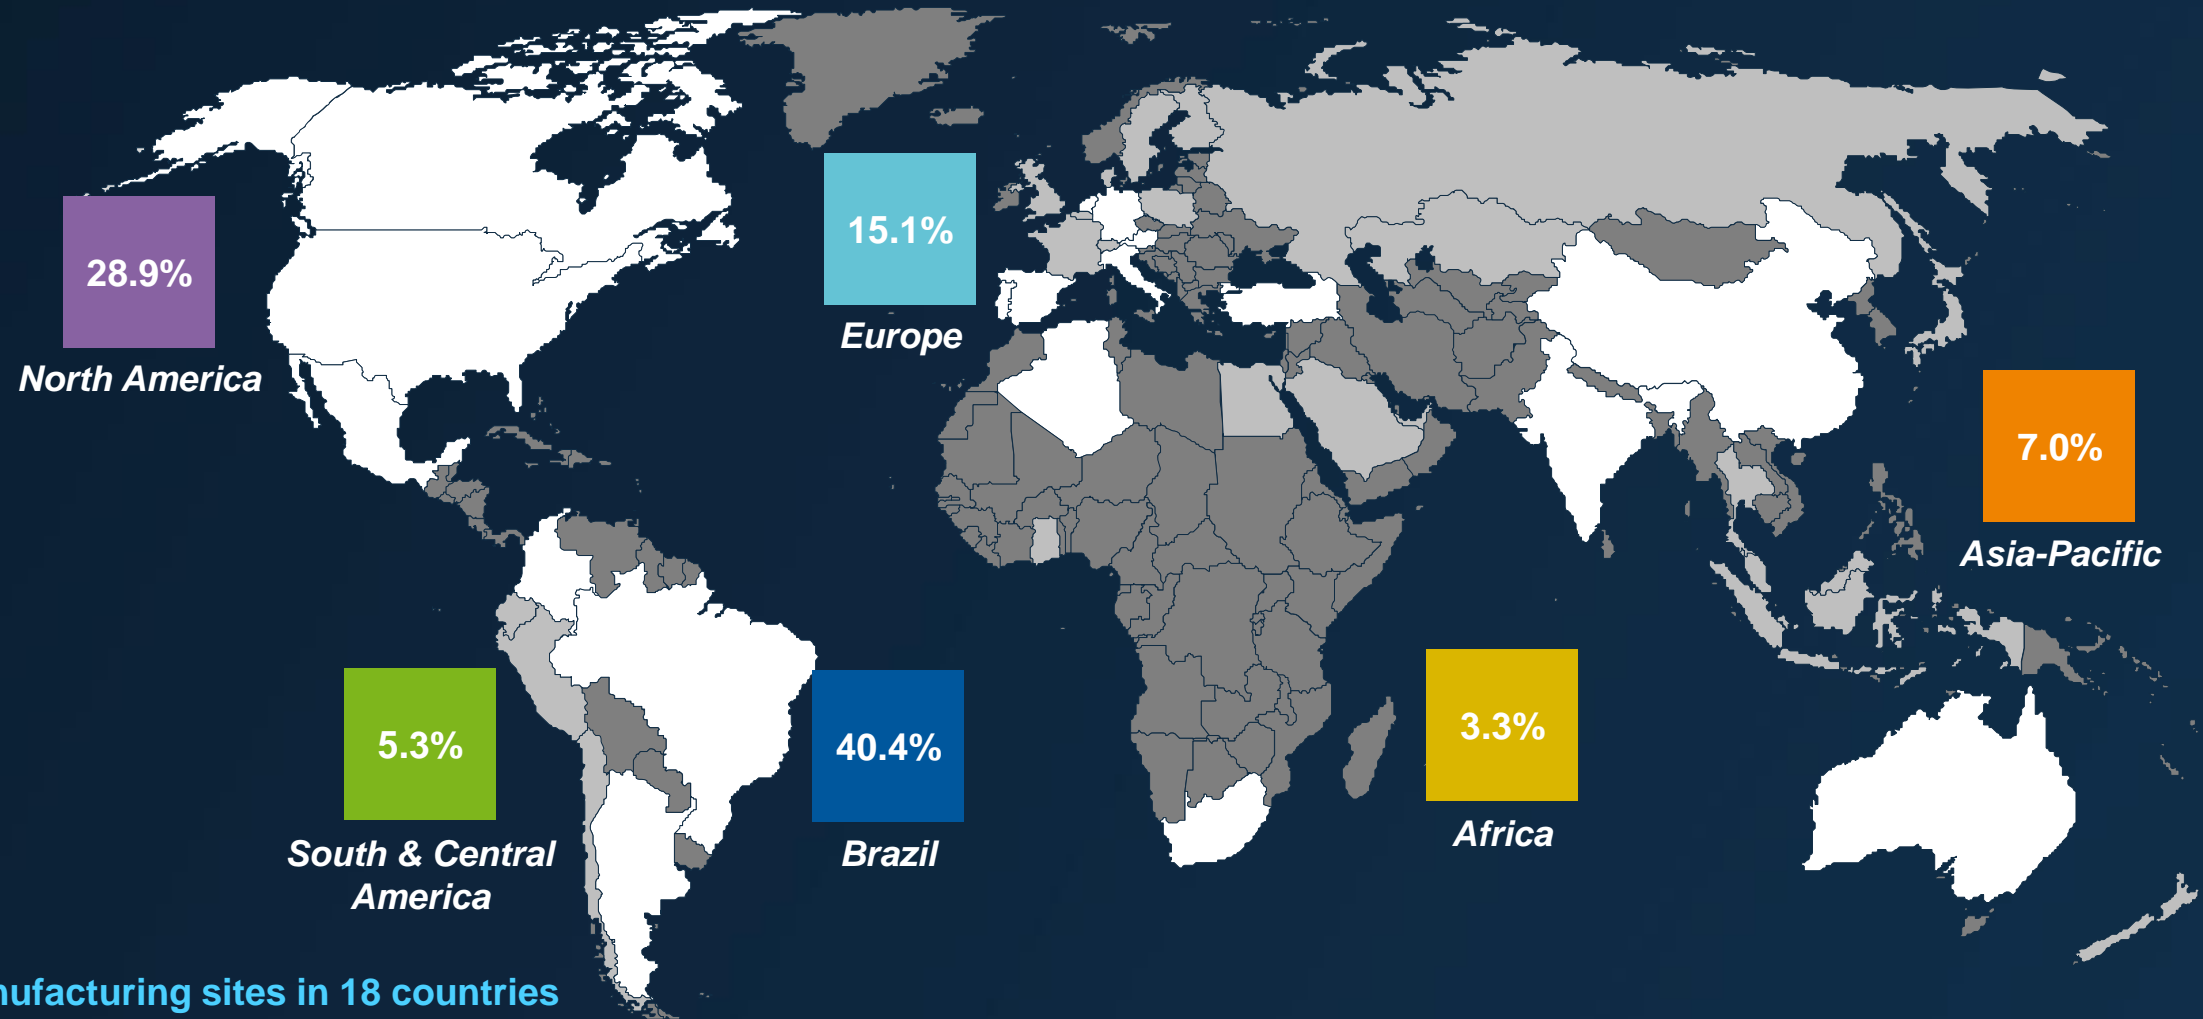 28.9%
North America
15.1%
Europe
7.0%
Asia-Pacific
5.3%
South & Central
America
40.4%
Brazil
3.3%
Africa
sites in 18 countries